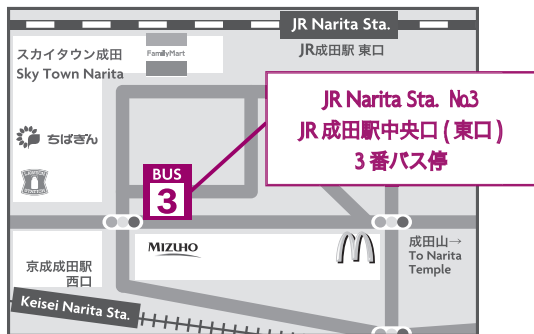 JR Narita Sta.
JR成田駅 東口
スカイタウン成田
Sky Town Narita
FamilyMart
JR Narita Sta. No3
JR 成田駅中央口 ( 東口 )
3 番バス停
ちばぎん
BUS
3
MIZUHO
成田山→
To Narita
Temple
京成成田駅
西口
Keisei Narita Sta.